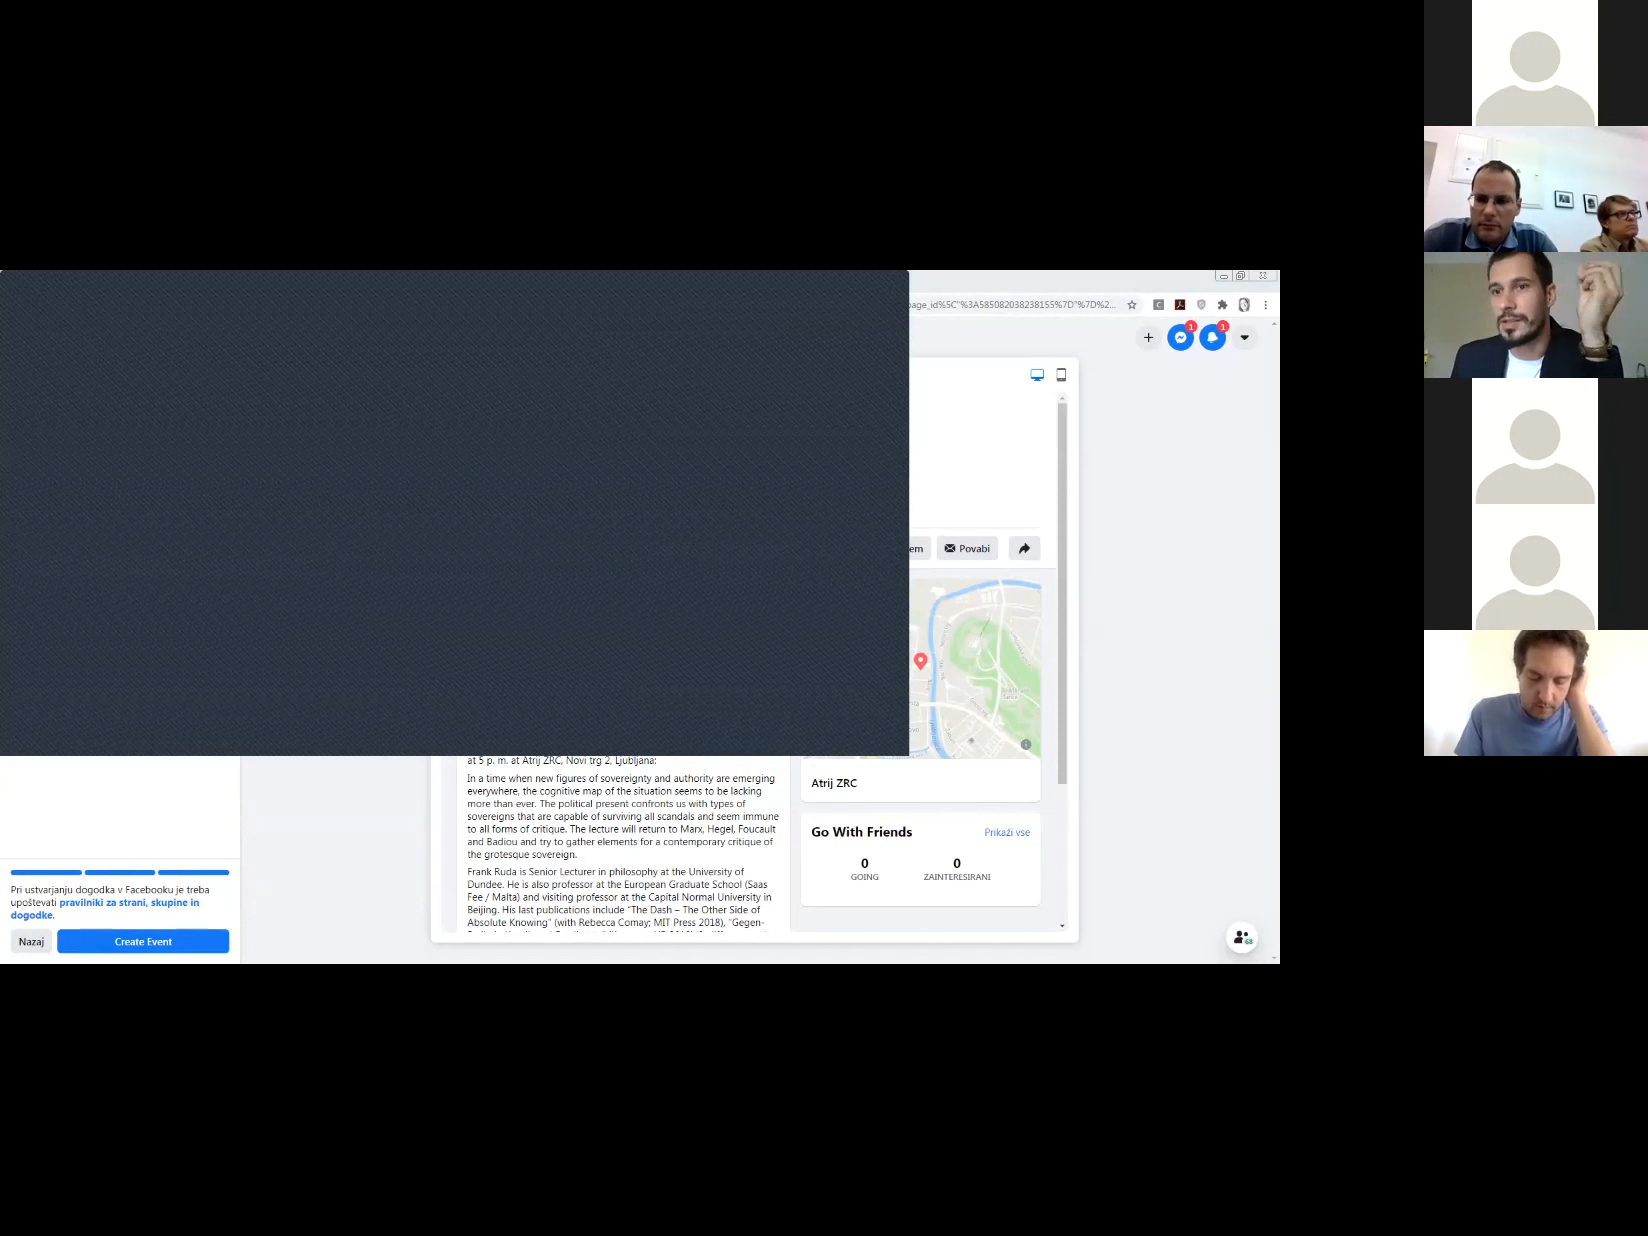 page_id%5C"%3A585082038238155%7D"%7D%2...
1
1
em
Povabi
at 5 p. m. at Atrij ZRC, Novi trg 2, Ljubljana:
In a time when new figures of sovereignty and authority are emerging
everywhere, the cognitive map of the situation seems to be lacking
more than ever. The political present confronts us with types of
sovereigns that are capable of surviving all scandals and seem immune
to all forms of critique. The lecture will return to Marx, Hegel, Foucault
and Badiou and try to gather elements for a contemporary critique of
the grotesque sovereign.
Frank Ruda is Senior Lecturer in philosophy at the University of
Dundee. He is also professor at the European Graduate School (Saas
Fee / Malta) and visiting professor at the Capital Normal University in
Beijing. His last publications include "The Dash – The Other Side of
Absolute Knowing" (with Rebecca Comay; MIT Press 2018), "Gegen-
Atrij ZRC
Go With Friends
Prikaži vse
0
0
GOING
ZAINTERESIRANI
Pri ustvarjanju dogodka v Facebooku je treba
upoštevati pravilniki za strani, skupine in
dogodke.
Nazaj
Create Event
68